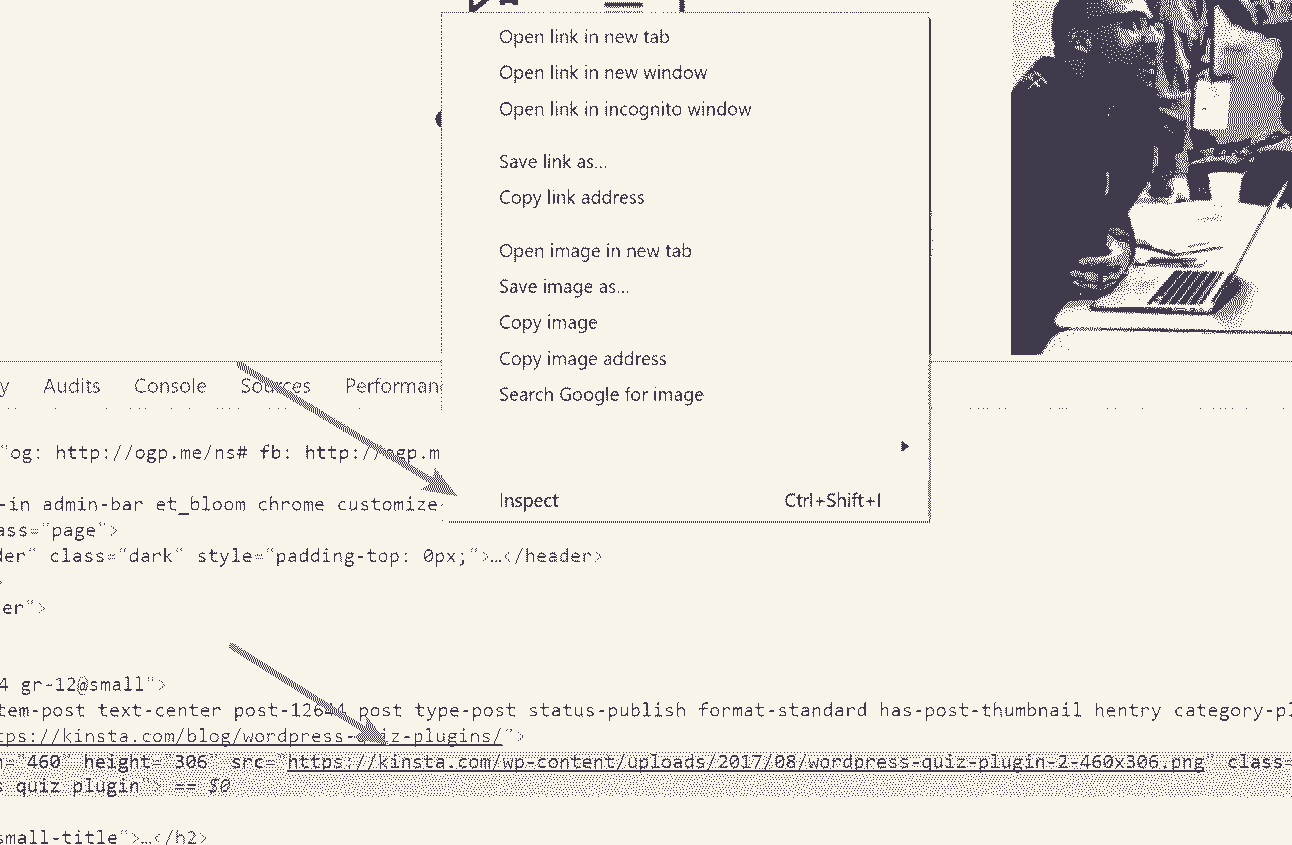 Open link in new tab
Open link in new window
Open link in incognito window
Save link as...
Copy link address
Open image in new tab
Save image as...
Copy image
Copy image address
Search Google for image
Inspect Ctrl+Shift+I
y Audits Console Sources Performan
"og: http://ogp.me/ns# fb: http://ogp.m
-in admin-bar et_bloom chrome customize-
ass="page">
der" class="dark" style="padding-top: 0px;">…</header>
>
er">
4 gr-12@small">
tem-post text-center post-12644 post type-post status-publish format-standard has-post-thumbnail hentry category-pl
tps://kinsta.com/blog/wordpress-quiz-plugins/">
="460" height="306" src="https://kinsta.com/wp-content/uploads/2017/08/wordpress-quiz-plugin-2-460x306.png" class=
s quiz plugin"> == $0
small-title">…</h2>